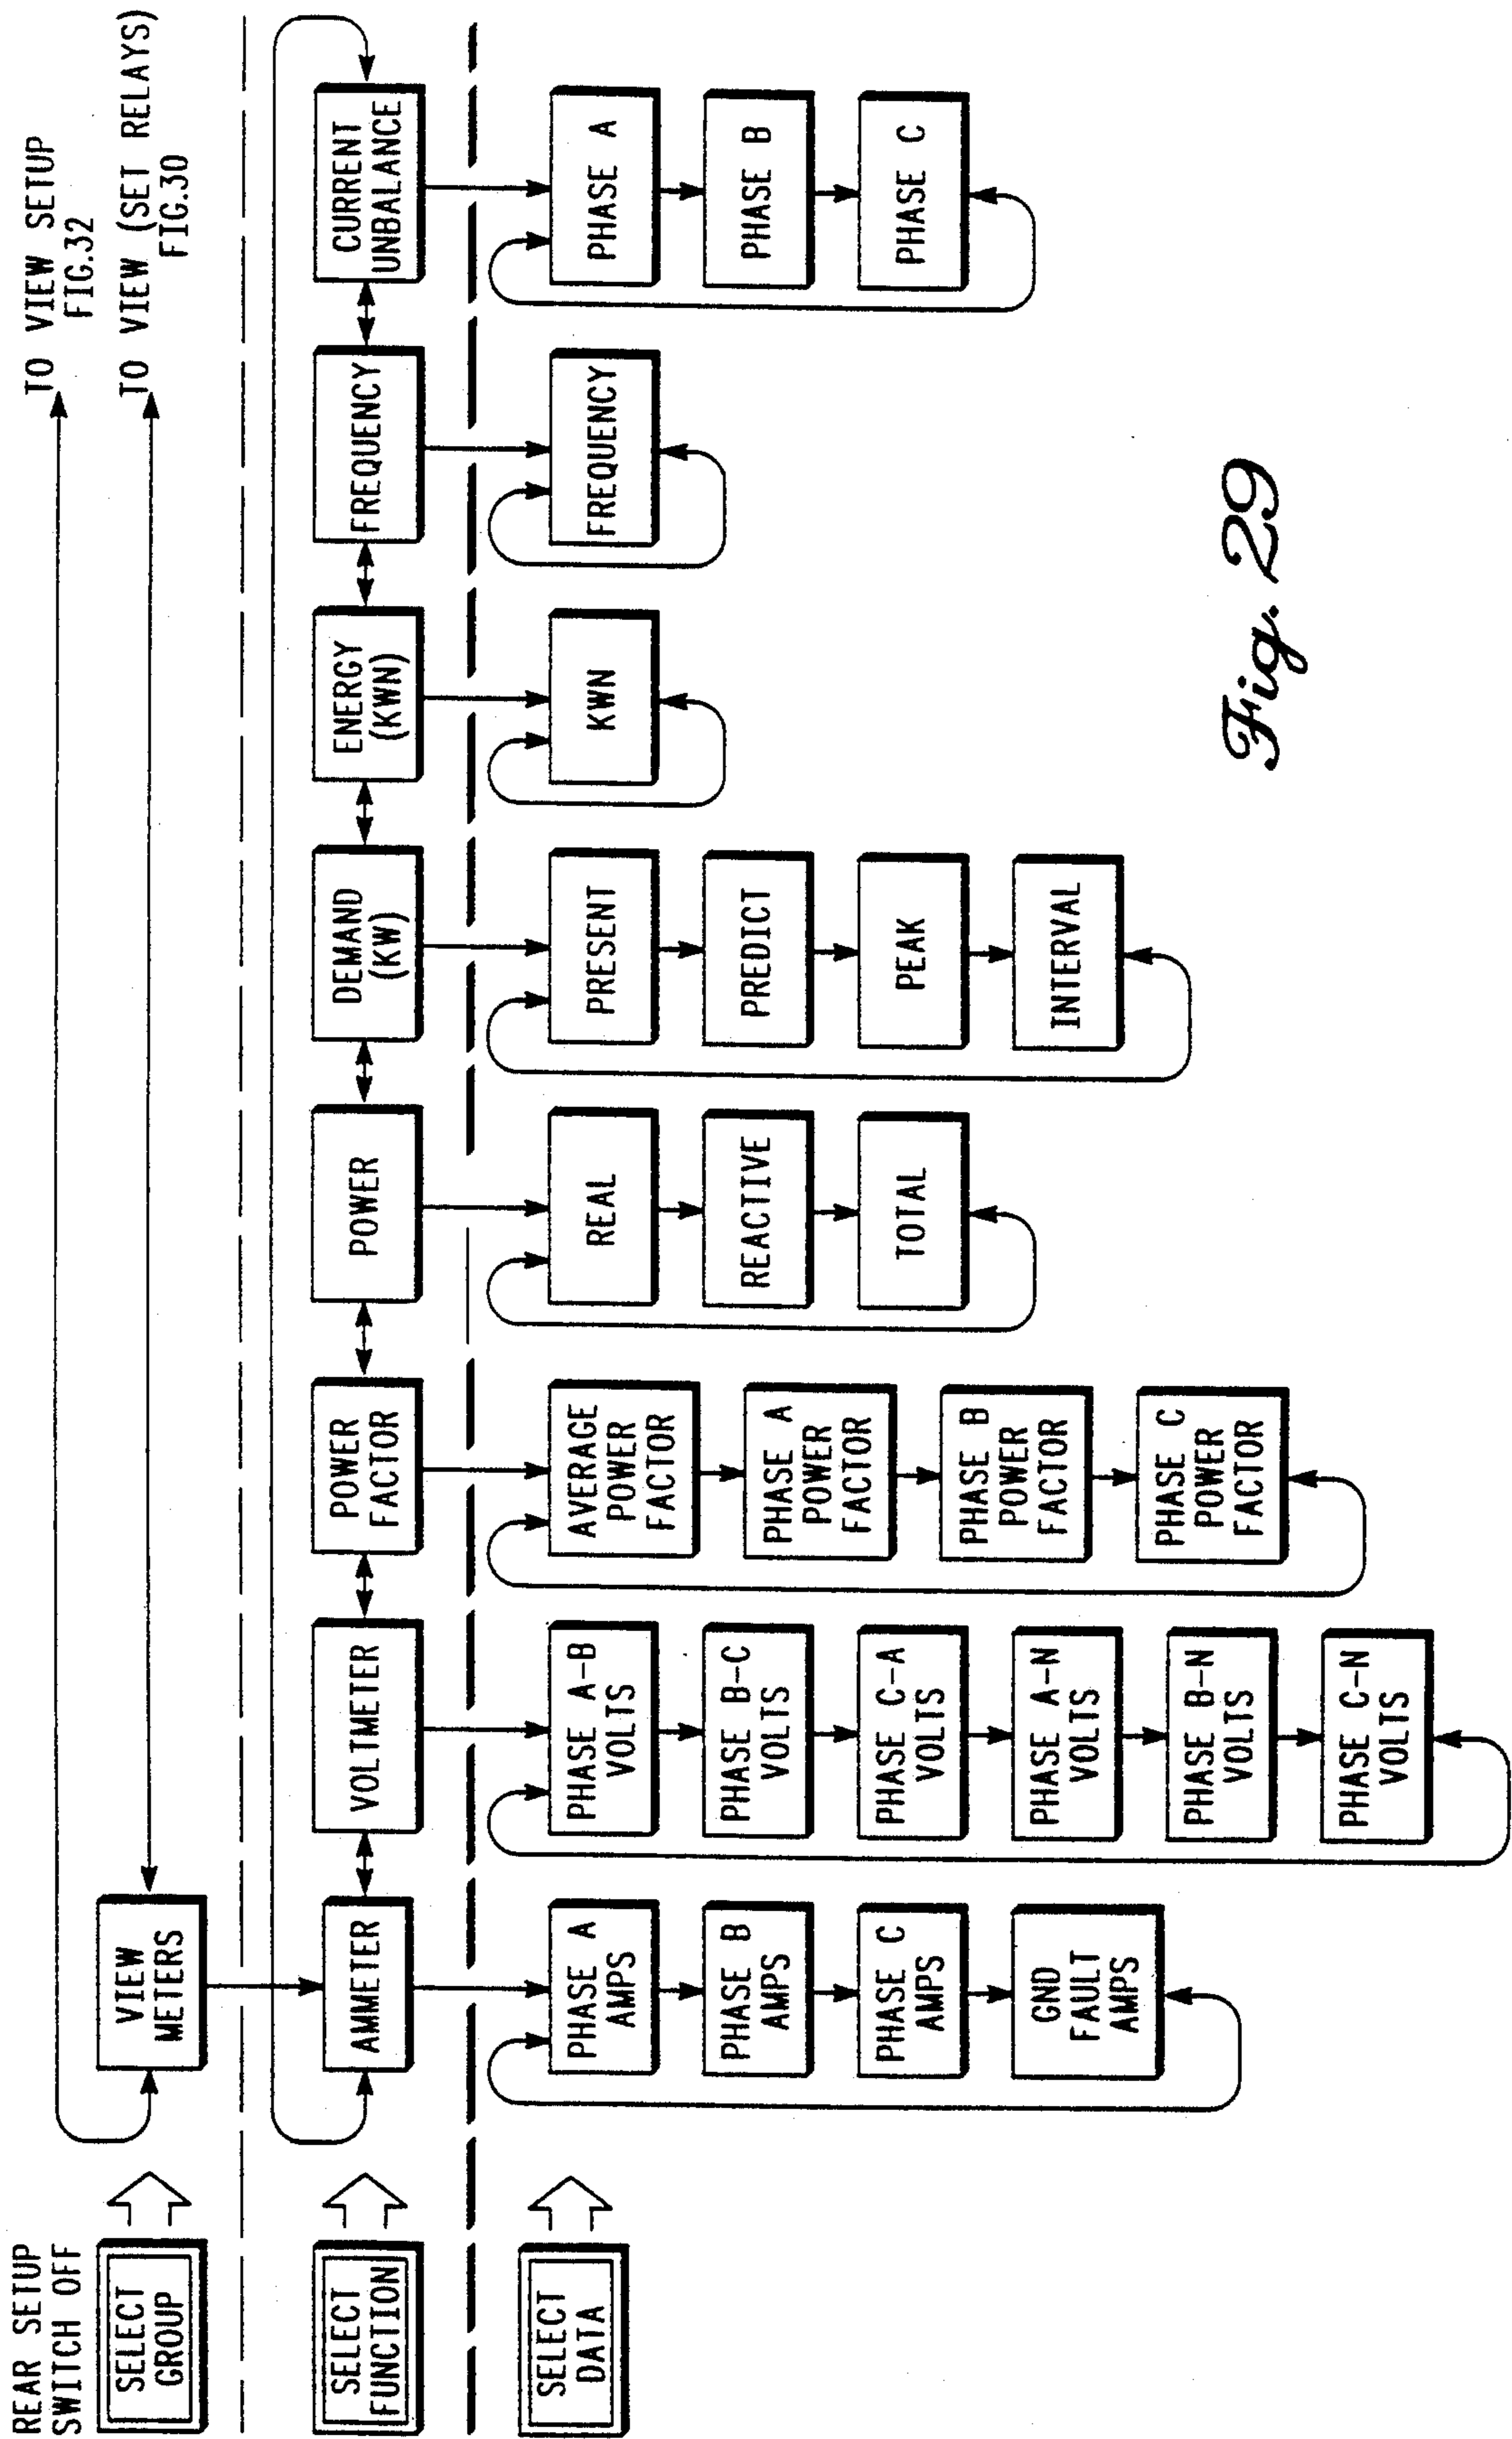 REAR SETUP
SWITCH OFF
TO VIEW SETUP
FIG.32
TO VIEW (SET RELAYS)
FIG.30
SELECT
GROUP
VIEW
METERS
SELECT
FUNCTION
AMMETER
VOLTMETER
POWER
FACTOR
POWER
DEMAND
(KW)
ENERGY
(KWN)
FREQUENCY
CURRENT
UNBALANCE
SELECT
DATA
PHASE A
AMPS
PHASE B
AMPS
PHASE C
AMPS
GND
FAULT
AMPS
PHASE A-B
VOLTS
PHASE B-C
VOLTS
PHASE C-A
VOLTS
PHASE A-N
VOLTS
PHASE B-N
VOLTS
PHASE C-N
VOLTS
AVERAGE
POWER
FACTOR
PHASE A
POWER
FACTOR
PHASE B
POWER
FACTOR
PHASE C
POWER
FACTOR
REAL
REACTIVE
TOTAL
PRESENT
PREDICT
PEAK
INTERVAL
KWN
FREQUENCY
PHASE A
PHASE B
PHASE C
Fig. 29